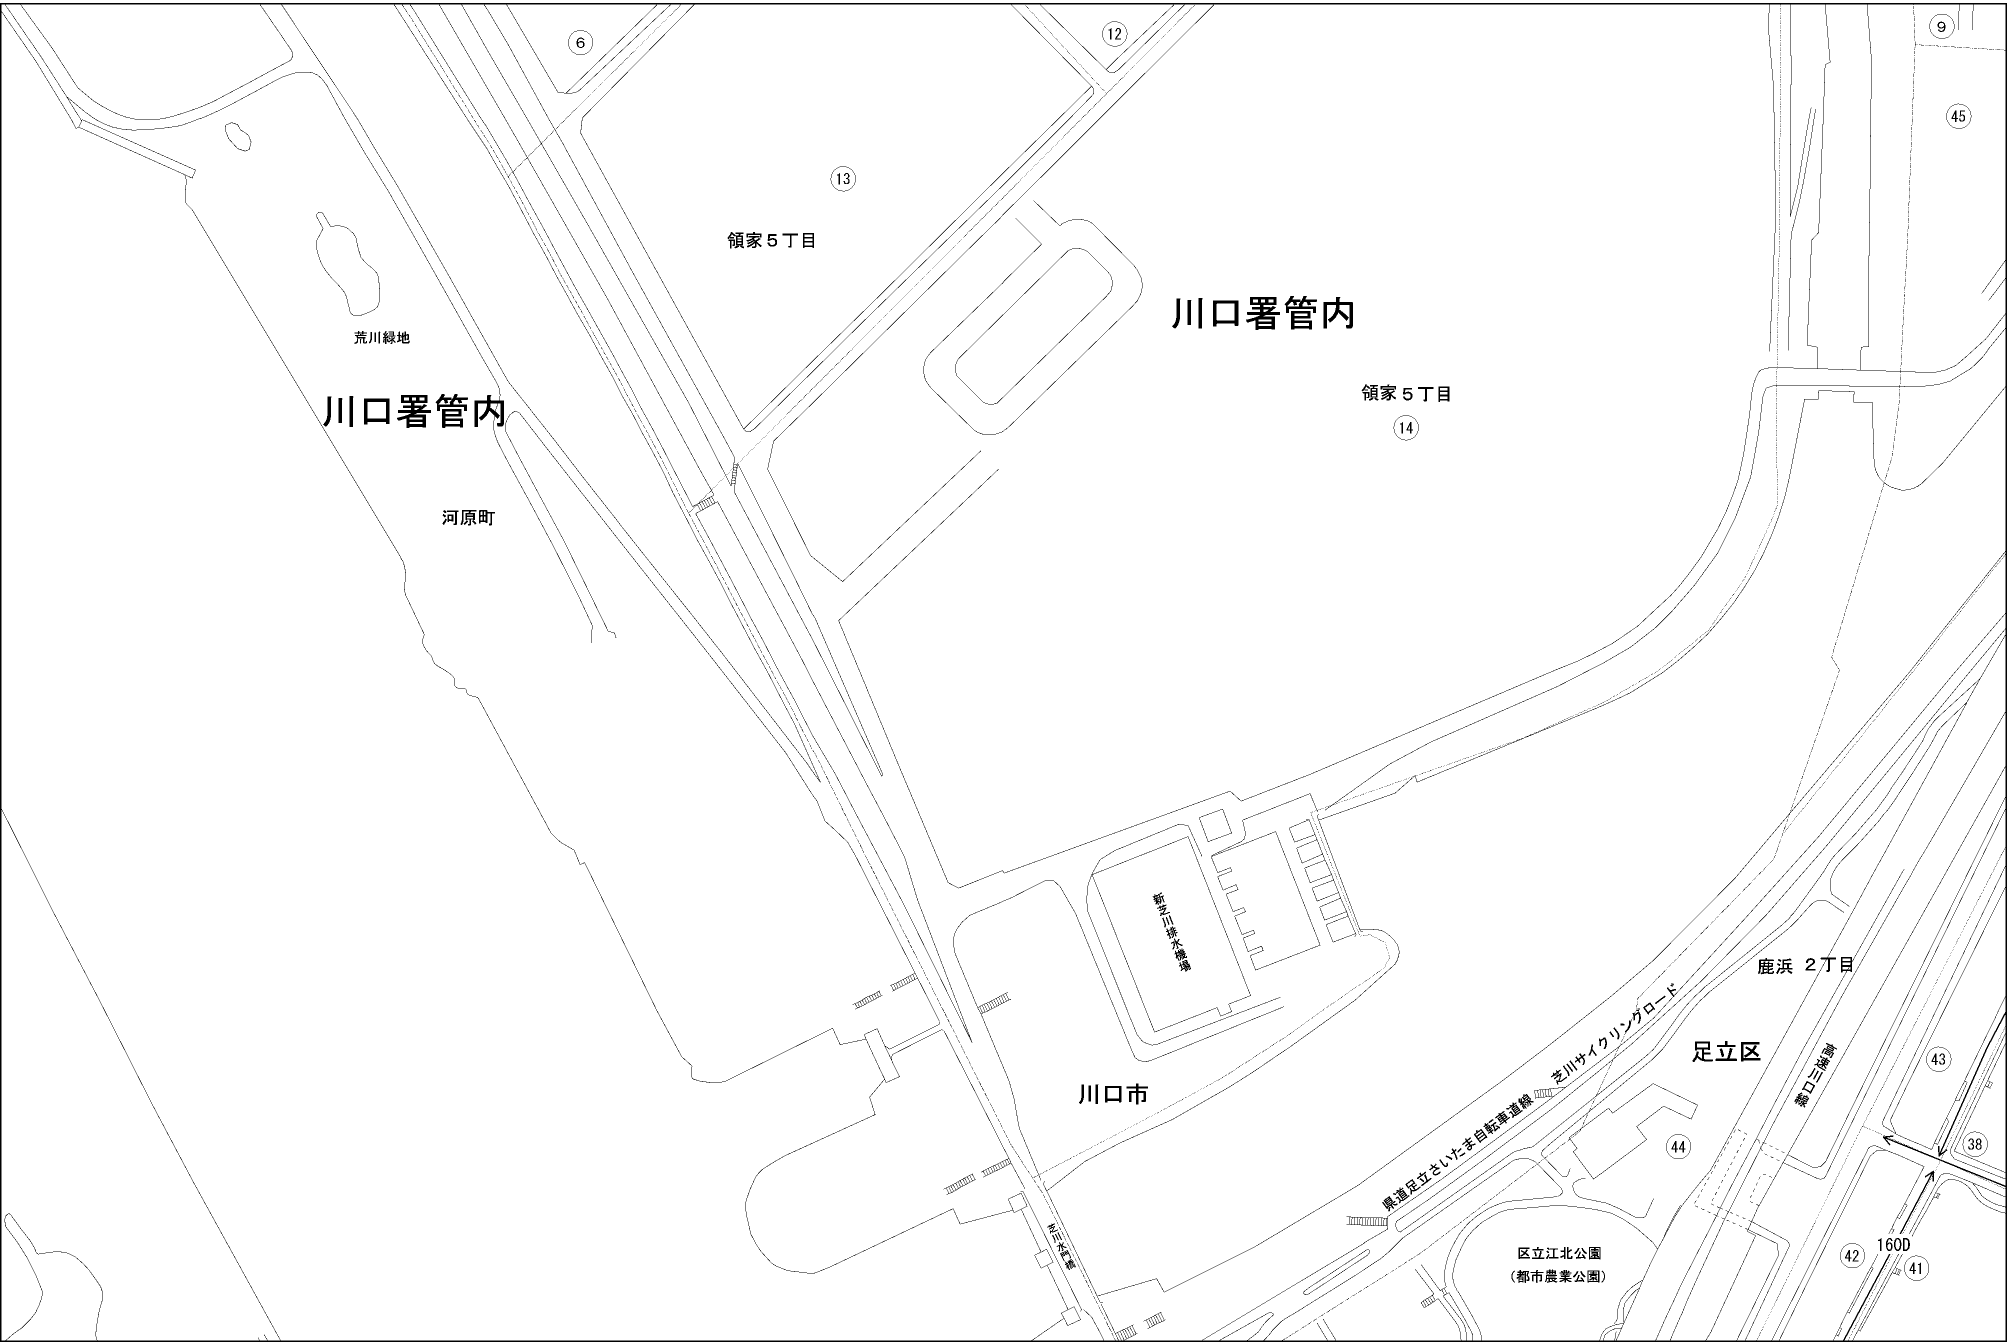 6
12
9
45
13
領家５丁目
川口署管内
荒川緑地
領家５丁目
川口署管内
14
河原町
新芝川排水機場
鹿浜 ２丁目
芝川サイクリングロード
足立区
高速川口線
43
川口市
県道足立さいたま自転車道線
44
38
芝川水門橋
区立江北公園
(都市農業公園)
42
160D
41